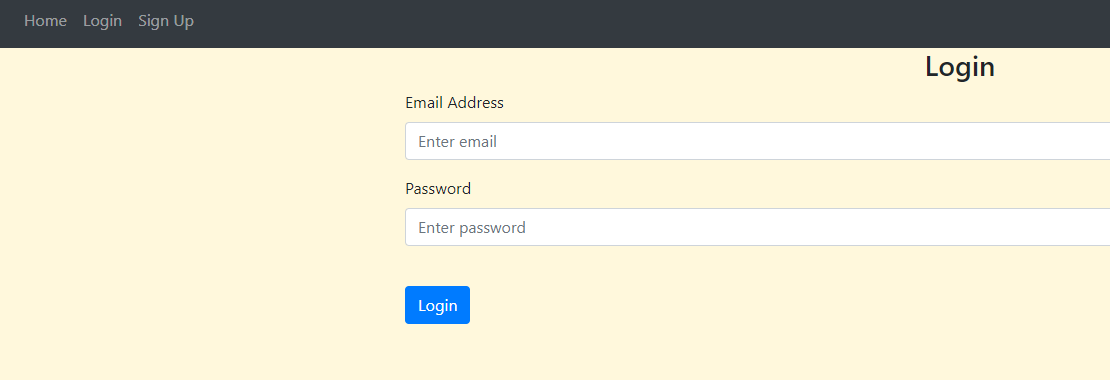 Home Login Sign Up
Login
Email Address
Enter email
Password
Enter password
Login